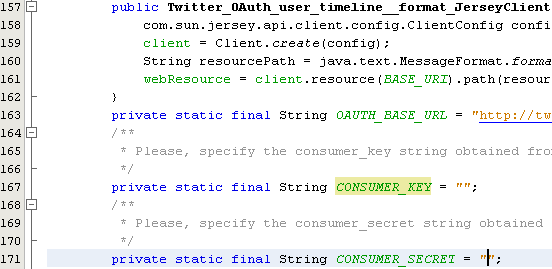 157 public Twitter_OAuth_user_timeline__format_JerseyClient
158 com.sun.jersey.api.client.config.ClientConfig confi
159 client = Client.create(config);
160 String resourcePath = java.text.MessageFormat.forma
161 webResource = client.resource(BASE_URI).path(resour
162 }
163 private static final String OAUTH_BASE_URL = "http://tw
164 /**
165 * Please, specify the consumer_key string obtained fro
166 */
167 private static final String CONSUMER_KEY = "";
168 /**
169 * Please, specify the consumer_secret string obtained
170 */
171 private static final String CONSUMER_SECRET = "";